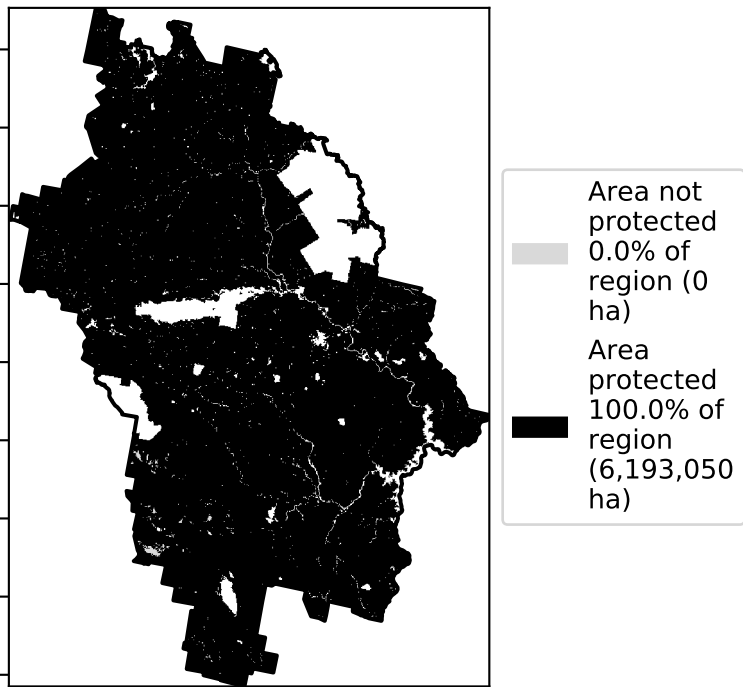 Area not
protected
0.0% of
region (0
ha)
Area
protected
100.0% of
region
(6,193,050
ha)